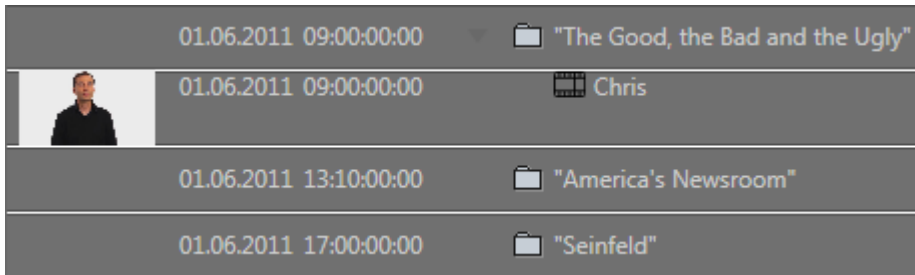 01.06.2011 09:00:00:00 "The Good, the Bad and the Ugly"
01.06.2011 09:00:00:00 Chris
01.06.2011 13:10:00:00 "America's Newsroom"
01.06.2011 17:00:00:00 "Seinfeld"